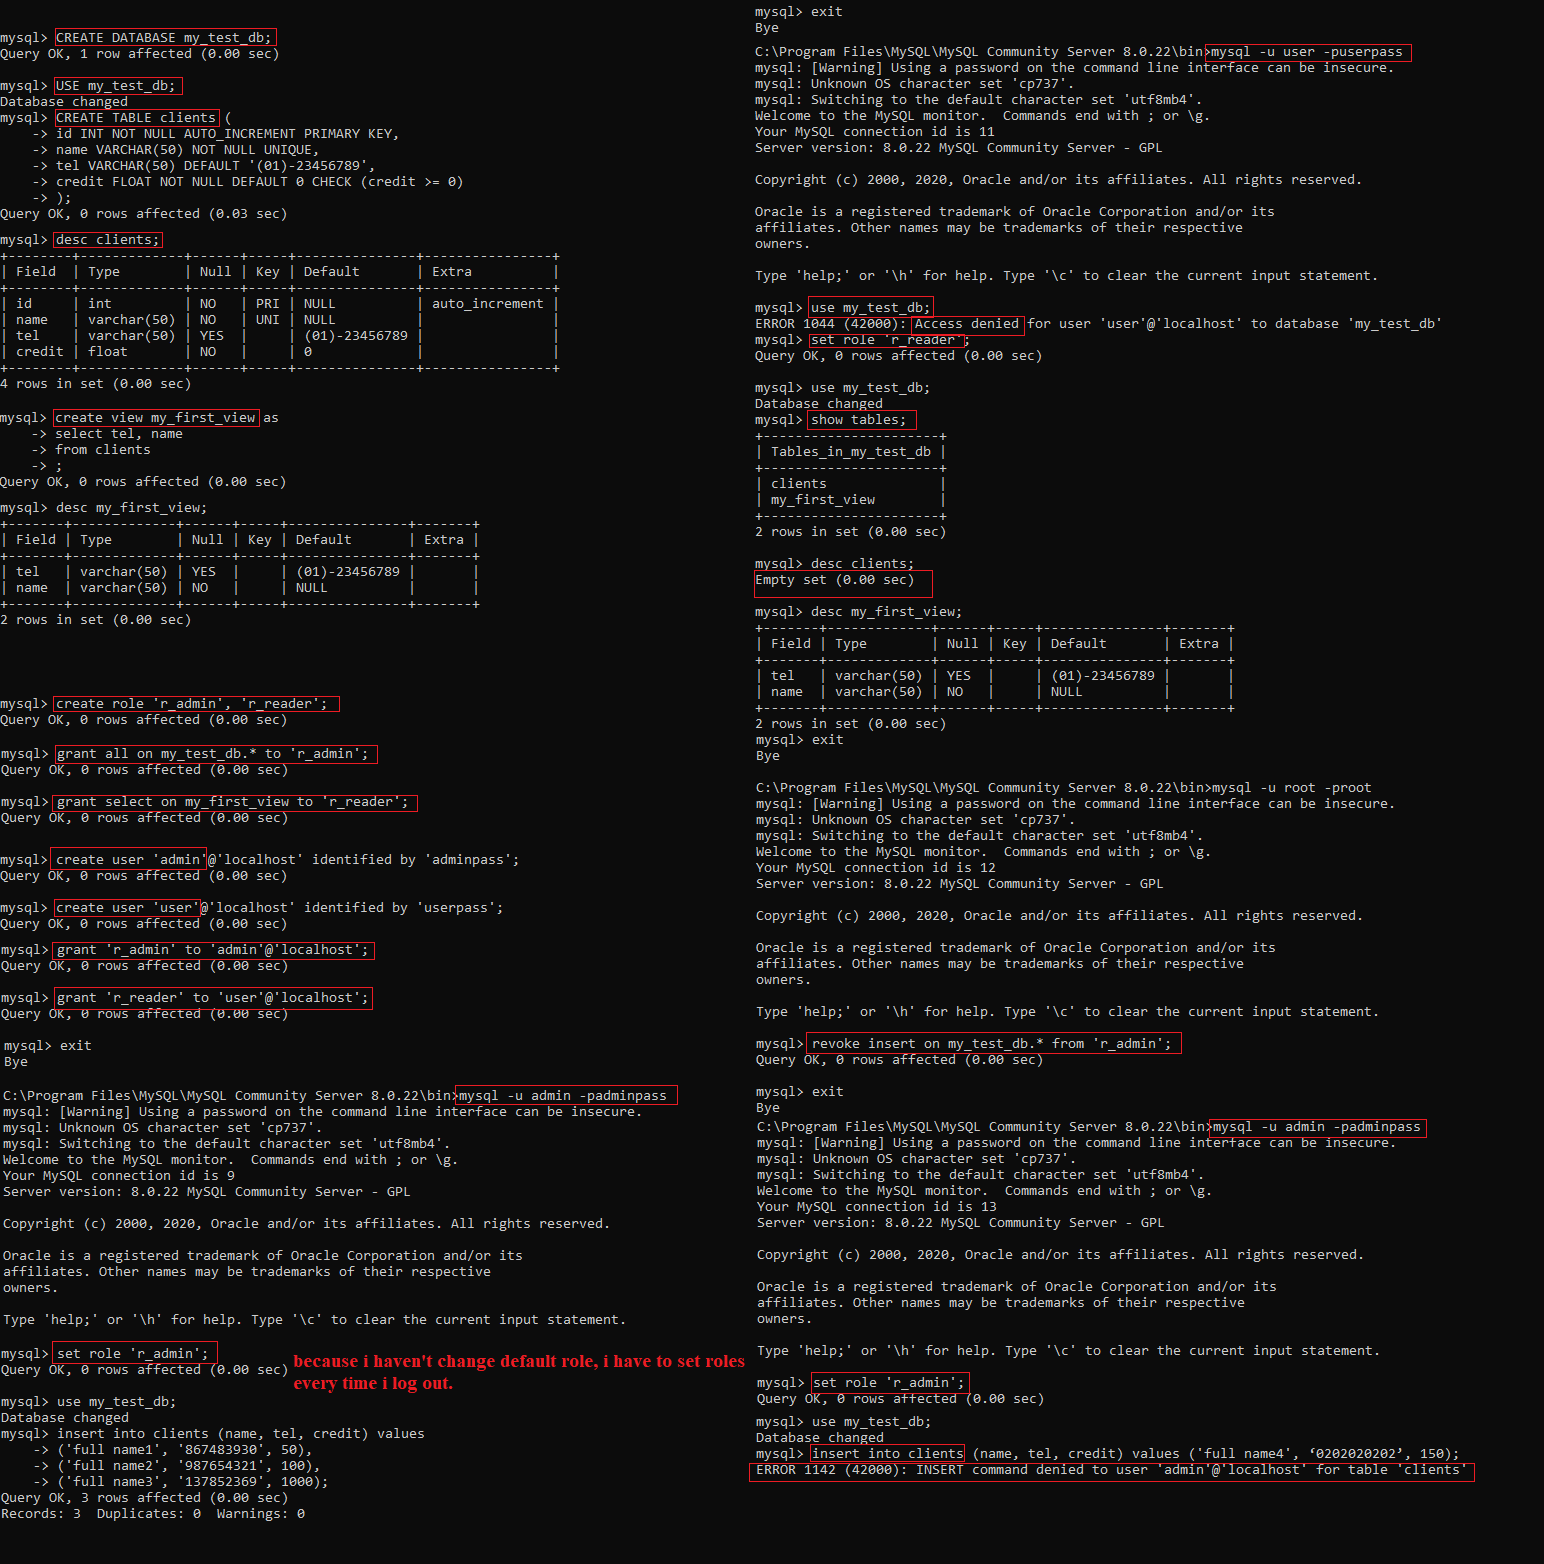 mysql> CREATE DATABASE my_test_db;
Query OK, 1 row affected (0.00 sec)
mysql> USE my_test_db;
Database changed
mysql> CREATE TABLE clients (
    -> id INT NOT NULL AUTO_INCREMENT PRIMARY KEY,
    -> name VARCHAR(50) NOT NULL UNIQUE,
    -> tel VARCHAR(50) DEFAULT '(01)-23456789',
    -> credit FLOAT NOT NULL DEFAULT 0 CHECK (credit >= 0)
    -> );
Query OK, 0 rows affected (0.03 sec)
mysql> desc clients;
+--------+-------------+------+-----+---------------+----------------+
| Field  | Type        | Null | Key | Default       | Extra          |
+--------+-------------+------+-----+---------------+----------------+
| id     | int         | NO   | PRI | NULL          | auto_increment |
| name   | varchar(50) | NO   | UNI | NULL          |                |
| tel    | varchar(50) | YES  |     | (01)-23456789 |                |
| credit | float       | NO   |     | 0             |                |
+--------+-------------+------+-----+---------------+----------------+
4 rows in set (0.00 sec)
mysql> create view my_first_view as
    -> select tel, name
    -> from clients
    -> ;
Query OK, 0 rows affected (0.00 sec)
mysql> desc my_first_view;
+-------+-------------+------+-----+---------------+-------+
| Field | Type        | Null | Key | Default       | Extra |
+-------+-------------+------+-----+---------------+-------+
| tel   | varchar(50) | YES  |     | (01)-23456789 |       |
| name  | varchar(50) | NO   |     | NULL          |       |
+-------+-------------+------+-----+---------------+-------+
2 rows in set (0.00 sec)
mysql> create role 'r_admin', 'r_reader';
Query OK, 0 rows affected (0.00 sec)
mysql> grant all on my_test_db.* to 'r_admin';
Query OK, 0 rows affected (0.00 sec)
mysql> grant select on my_first_view to 'r_reader';
Query OK, 0 rows affected (0.00 sec)
mysql> create user 'admin'@'localhost' identified by 'adminpass';
Query OK, 0 rows affected (0.00 sec)
mysql> create user 'user'@'localhost' identified by 'userpass';
Query OK, 0 rows affected (0.00 sec)
mysql> grant 'r_admin' to 'admin'@'localhost';
Query OK, 0 rows affected (0.00 sec)
mysql> grant 'r_reader' to 'user'@'localhost';
Query OK, 0 rows affected (0.00 sec)
mysql> exit
Bye
C:\Program Files\MySQL\MySQL Community Server 8.0.22\bin>mysql -u admin -padminpass
mysql: [Warning] Using a password on the command line interface can be insecure.
mysql: Unknown OS character set 'cp737'.
mysql: Switching to the default character set 'utf8mb4'.
Welcome to the MySQL monitor.  Commands end with ; or \g.
Your MySQL connection id is 9
Server version: 8.0.22 MySQL Community Server - GPL
Copyright (c) 2000, 2020, Oracle and/or its affiliates. All rights reserved.
Oracle is a registered trademark of Oracle Corporation and/or its
affiliates. Other names may be trademarks of their respective
owners.
Type 'help;' or '\h' for help. Type '\c' to clear the current input statement.
mysql> set role 'r_admin';
Query OK, 0 rows affected (0.00 sec)
because i haven't change default role, i have to set roles
every time i log out.
mysql> use my_test_db;
Database changed
mysql> insert into clients (name, tel, credit) values
    -> ('full name1', '867483930', 50),
    -> ('full name2', '987654321', 100),
    -> ('full name3', '137852369', 1000);
Query OK, 3 rows affected (0.00 sec)
Records: 3  Duplicates: 0  Warnings: 0
mysql> exit
Bye
C:\Program Files\MySQL\MySQL Community Server 8.0.22\bin>mysql -u user -puserpass
mysql: [Warning] Using a password on the command line interface can be insecure.
mysql: Unknown OS character set 'cp737'.
mysql: Switching to the default character set 'utf8mb4'.
Welcome to the MySQL monitor.  Commands end with ; or \g.
Your MySQL connection id is 11
Server version: 8.0.22 MySQL Community Server - GPL
Copyright (c) 2000, 2020, Oracle and/or its affiliates. All rights reserved.
Oracle is a registered trademark of Oracle Corporation and/or its
affiliates. Other names may be trademarks of their respective
owners.
Type 'help;' or '\h' for help. Type '\c' to clear the current input statement.
mysql> use my_test_db;
ERROR 1044 (42000): Access denied for user 'user'@'localhost' to database 'my_test_db'
mysql> set role 'r_reader';
Query OK, 0 rows affected (0.00 sec)
mysql> use my_test_db;
Database changed
mysql> show tables;
+----------------------+
| Tables_in_my_test_db |
+----------------------+
| clients              |
| my_first_view        |
+----------------------+
2 rows in set (0.00 sec)
mysql> desc clients;
Empty set (0.00 sec)
mysql> desc my_first_view;
+-------+-------------+------+-----+---------------+-------+
| Field | Type        | Null | Key | Default       | Extra |
+-------+-------------+------+-----+---------------+-------+
| tel   | varchar(50) | YES  |     | (01)-23456789 |       |
| name  | varchar(50) | NO   |     | NULL          |       |
+-------+-------------+------+-----+---------------+-------+
2 rows in set (0.00 sec)
mysql> exit
Bye
C:\Program Files\MySQL\MySQL Community Server 8.0.22\bin>mysql -u root -proot
mysql: [Warning] Using a password on the command line interface can be insecure.
mysql: Unknown OS character set 'cp737'.
mysql: Switching to the default character set 'utf8mb4'.
Welcome to the MySQL monitor.  Commands end with ; or \g.
Your MySQL connection id is 12
Server version: 8.0.22 MySQL Community Server - GPL
Copyright (c) 2000, 2020, Oracle and/or its affiliates. All rights reserved.
Oracle is a registered trademark of Oracle Corporation and/or its
affiliates. Other names may be trademarks of their respective
owners.
Type 'help;' or '\h' for help. Type '\c' to clear the current input statement.
mysql> revoke insert on my_test_db.* from 'r_admin';
Query OK, 0 rows affected (0.00 sec)
mysql> exit
Bye
C:\Program Files\MySQL\MySQL Community Server 8.0.22\bin>mysql -u admin -padminpass
mysql: [Warning] Using a password on the command line interface can be insecure.
mysql: Unknown OS character set 'cp737'.
mysql: Switching to the default character set 'utf8mb4'.
Welcome to the MySQL monitor.  Commands end with ; or \g.
Your MySQL connection id is 13
Server version: 8.0.22 MySQL Community Server - GPL
Copyright (c) 2000, 2020, Oracle and/or its affiliates. All rights reserved.
Oracle is a registered trademark of Oracle Corporation and/or its
affiliates. Other names may be trademarks of their respective
owners.
Type 'help;' or '\h' for help. Type '\c' to clear the current input statement.
mysql> set role 'r_admin';
Query OK, 0 rows affected (0.00 sec)
mysql> use my_test_db;
Database changed
mysql> insert into clients (name, tel, credit) values ('full name4', ‘0202020202’, 150);
ERROR 1142 (42000): INSERT command denied to user 'admin'@'localhost' for table 'clients'